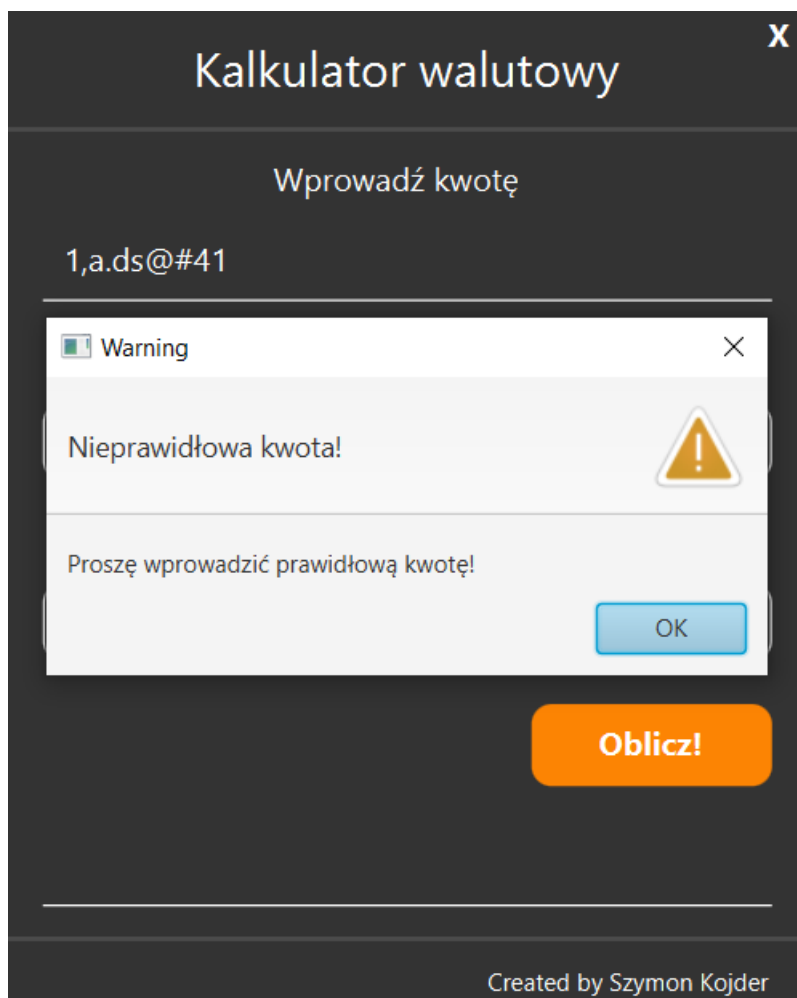 X
Kalkulator walutowy
Wprowadź kwotę
1,a.ds@#41
Warning
Nieprawidłowa kwota!
Proszę wprowadzić prawidłową kwotę!
OK
Oblicz!
Created by Szymon Kojder